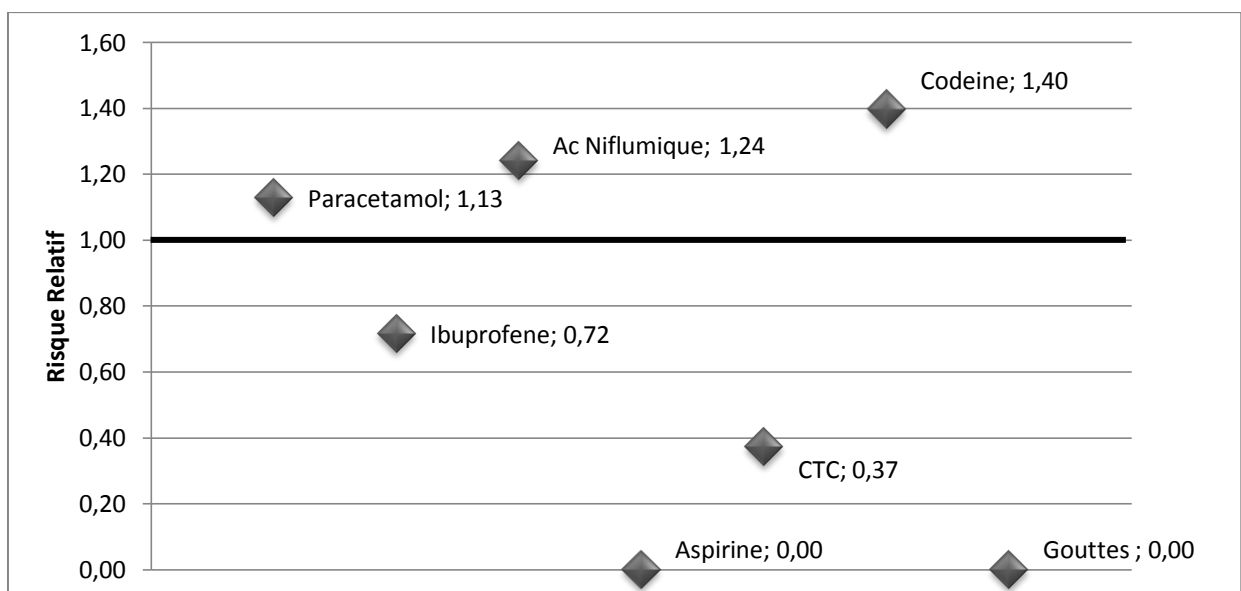 1,60
1,40
1,20
1,00
0,80
0,60
0,40
0,20
0,00
Risque Relatif
Codeine; 1,40
Ac Niflumique; 1,24
Paracetamol; 1,13
Ibuprofene; 0,72
CTC; 0,37
Aspirine; 0,00
Gouttes ; 0,00